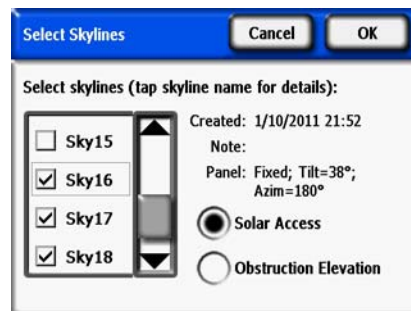 Select Skylines
Cancel
OK
Select skylines (tap skyline name for details):
Sky15
Sky16
Sky17
Sky18
Created: 1/10/2011 21:52
Note:
Panel: Fixed; Tilt=38°;
Azim=180°
Solar Access
Obstruction Elevation